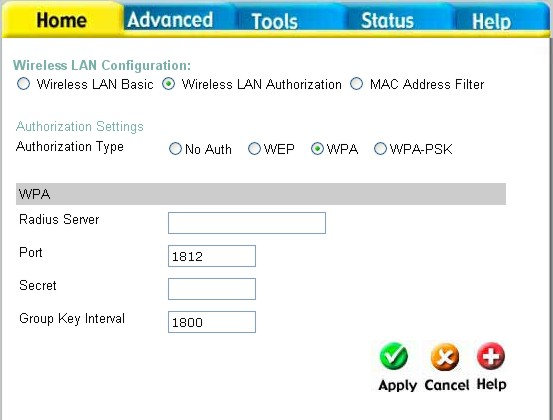 Home Advanced Tools Status Help
Wireless LAN Configuration:
Wireless LAN Basic Wireless LAN Authorization MAC Address Filter
Authorization Settings
Authorization Type No Auth WEP WPA WPA-PSK
WPA
Radius Server
Port 1812
Secret
Group Key Interval 1800
Apply Cancel Help